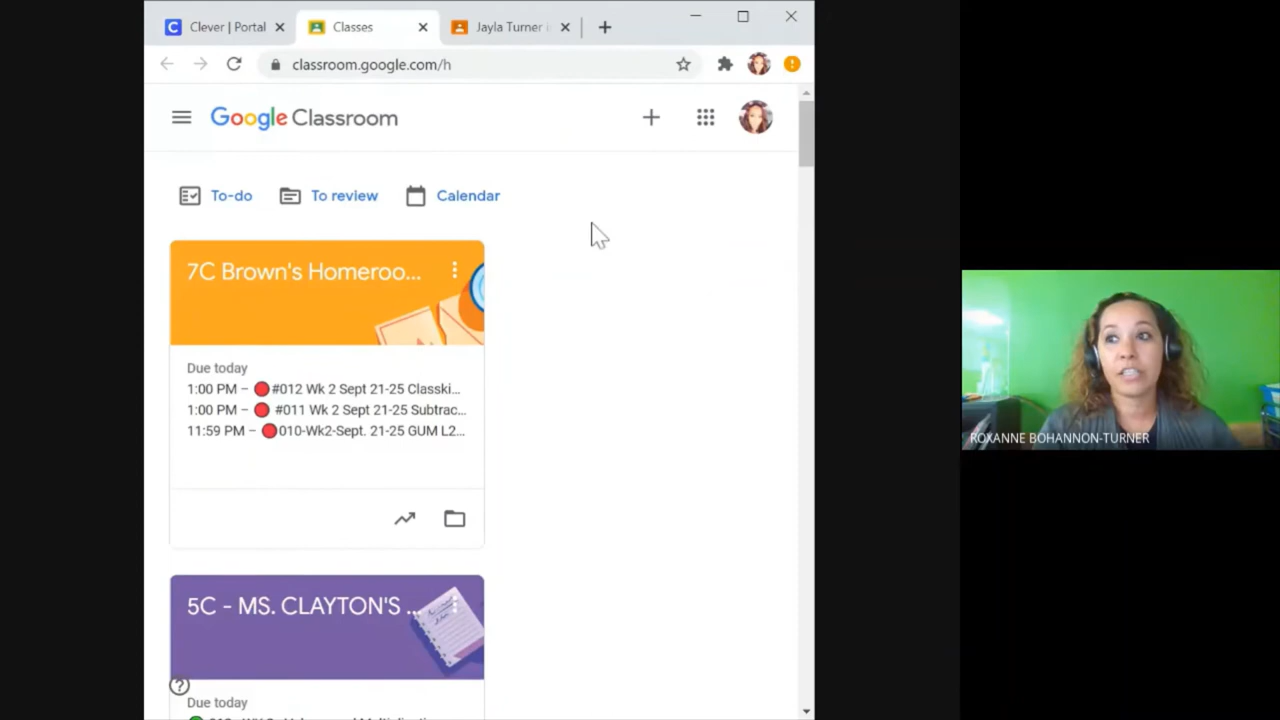 Clever | Portal
Classes
Jayla Turner
classroom.google.com/h
Google Classroom
To-do
To review
Calendar
7C Brown's Homeroo...
Due today
1:00 PM – #012 Wk 2 Sept 21-25 Classki...
1:00 PM – #011 Wk 2 Sept 21-25 Subtrac...
11:59 PM – 010-Wk2-Sept. 21-25 GUM L2...
5C - MS. CLAYTON'S ...
Due today
ROXANNE BOHANNON-TURNER